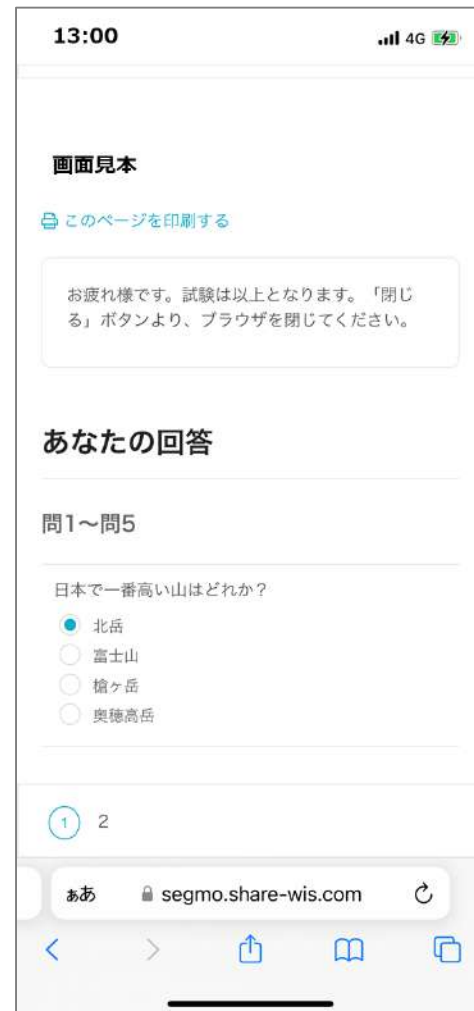 13:00
4G
画面見本
このページを印刷する
お疲れ様です。試験は以上となります。「閉じ
る」ボタンより、ブラウザを閉じてください。
あなたの回答
問1〜問5
日本で一番高い山はどれか？
北岳
富士山
槍ヶ岳
奥穂高岳
1 2
ぁあ segmo.share-wis.com